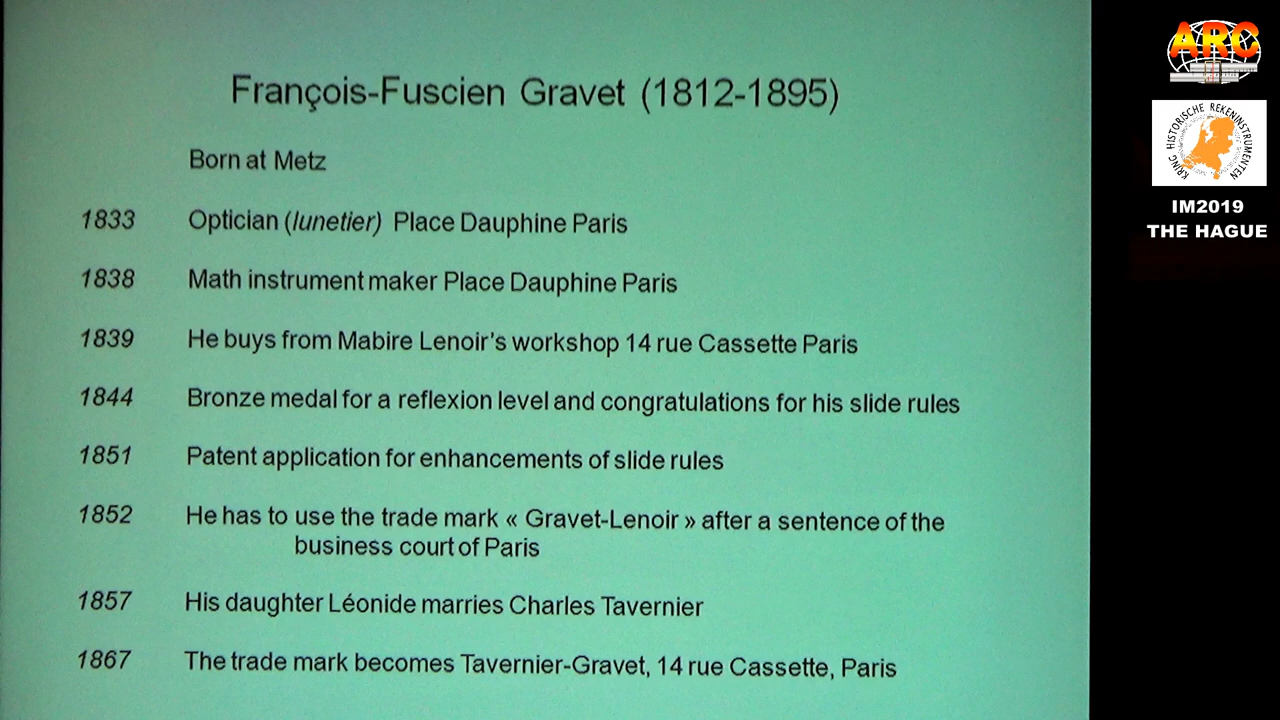 François-Fuscien Gravet (1812-1895)
Born at Metz
1833 Optician (lunetier) Place Dauphine Paris
1838 Math instrument maker Place Dauphine Paris
1839 He buys from Mabire Lenoir's workshop 14 rue Cassette Paris
1844 Bronze medal for a reflexion level and congratulations for his slide rules
1851 Patent application for enhancements of slide rules
1852 He has to use the trade mark « Gravet-Lenoir » after a sentence of the
business court of Paris
1857 His daughter Léonide marries Charles Tavernier
1867 The trade mark becomes Tavernier-Gravet, 14 rue Cassette, Paris
ARC
KRING HISTORISCHE REKENINSTRUMENTEN
IM2019
THE HAGUE